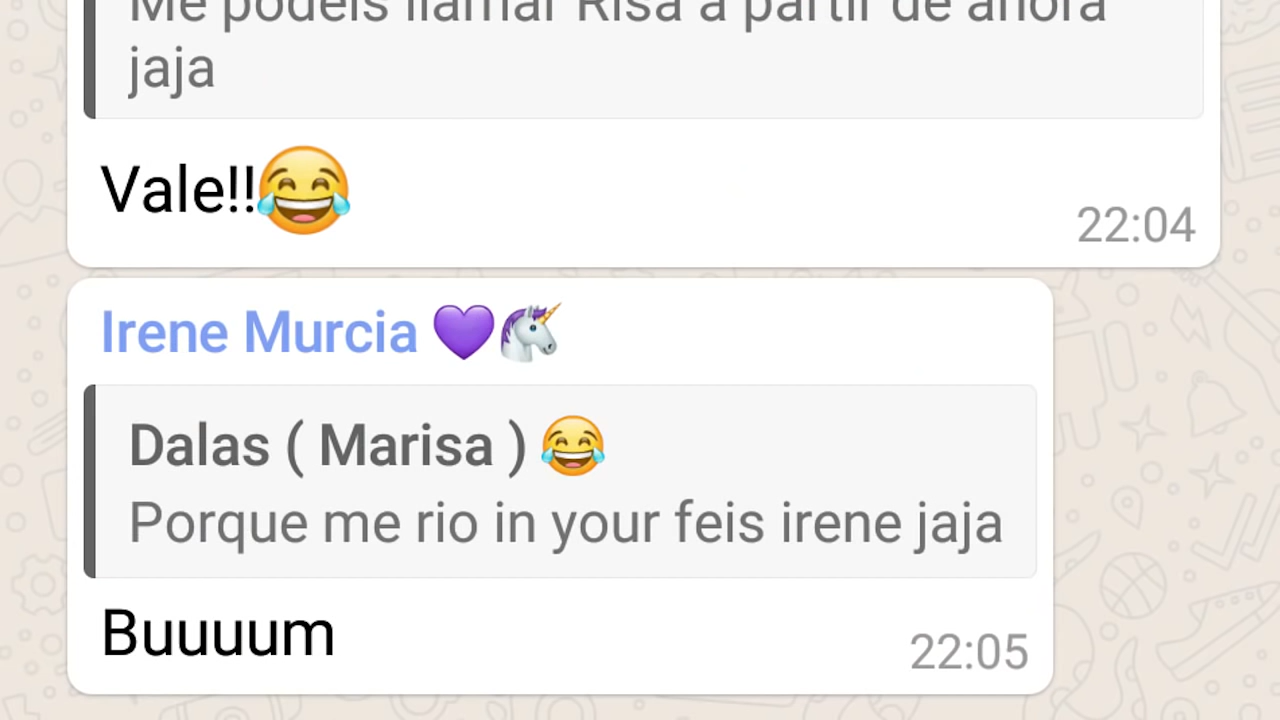 Me podéis llamar Risa a partir de ahora
jaja
Vale!!😂
22:04
Irene Murcia 💜🦄
Dalas ( Marisa ) 😂
Porque me rio in your feis irene jaja
Buuuum
22:05